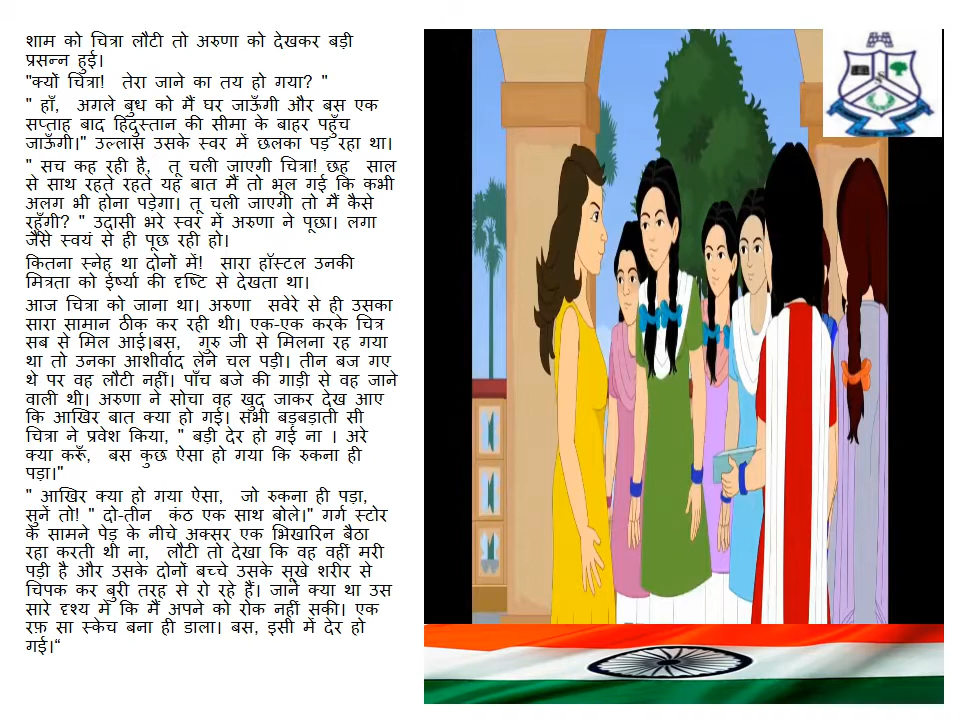 शाम को चित्रा लौटी तो अरुणा को देखकर बड़ी
प्रसन्न हुई।
"क्यों चित्रा! तेरा जाने का तय हो गया? "
" हाँ, अगले बुध को मैं घर जाऊँगी और बस एक
सप्ताह बाद हिंदुस्तान की सीमा के बाहर पहुँच
जाऊँगी।" उल्लास उसके स्वर में छलका पड़ रहा था।
" सच कह रही है, तू चली जाएगी चित्रा! छह साल
से साथ रहते रहते यह बात मैं तो भूल गई कि कभी
अलग भी होना पड़ेगा। तू चली जाएगी तो मैं कैसे
रहूँगी? " उदासी भरे स्वर में अरुणा ने पूछा। लगा
जैसे स्वयं से ही पूछ रही हो।
कितना स्नेह था दोनों में! सारा हॉस्टल उनकी
मित्रता को ईर्ष्या की दृष्टि से देखता था।
आज चित्रा को जाना था। अरुणा सवेरे से ही उसका
सारा सामान ठीक कर रही थी। एक-एक करके चित्र
सब से मिल आई।बस, गुरु जी से मिलना रह गया
था तो उनका आशीर्वाद लेने चल पड़ी। तीन बज गए
थे पर वह लौटी नहीं। पाँच बजे की गाड़ी से वह जाने
वाली थी। अरुणा ने सोचा वह खुद जाकर देख आए
कि आखिर बात क्या हो गई। सभी बड़बड़ाती सी
चित्रा ने प्रवेश किया, " बड़ी देर हो गई ना । अरे
क्या करूँ, बस कुछ ऐसा हो गया कि रुकना ही
पड़ा।"
" आखिर क्या हो गया ऐसा, जो रुकना ही पड़ा,
सुनें तो! " दो-तीन कंठ एक साथ बोले।" गर्ग स्टोर
के सामने पेड़ के नीचे अक्सर एक भिखारिन बैठा
रहा करती थी ना, लौटी तो देखा कि वह वहीं मरी
पड़ी है और उसके दोनों बच्चे उसके सूखे शरीर से
चिपक कर बुरी तरह से रो रहे हैं। जाने क्या था उस
सारे दृश्य में कि मैं अपने को रोक नहीं सकी। एक
रफ़ सा स्केच बना ही डाला। बस, इसी में देर हो
गई।“